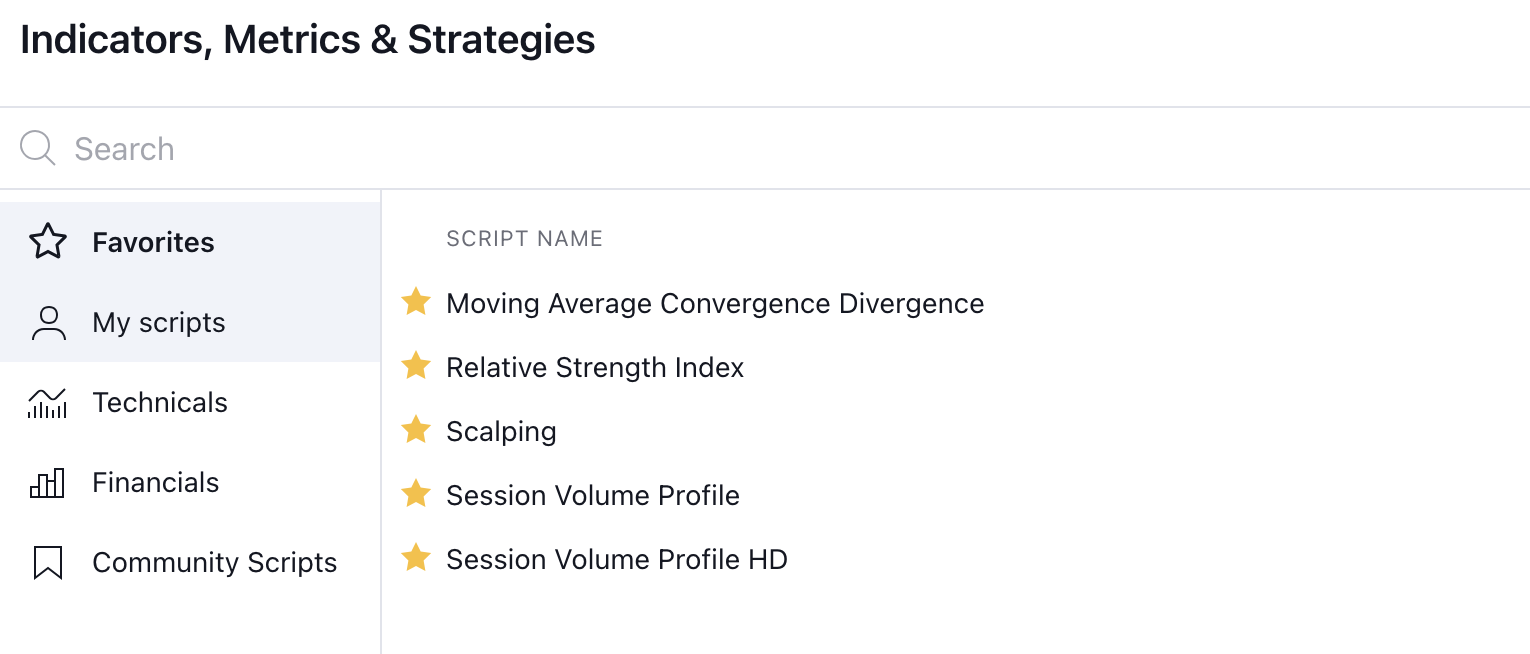 Indicators, Metrics & Strategies
Search
Favorites
My scripts
Technicals
Financials
Community Scripts
SCRIPT NAME
Moving Average Convergence Divergence
Relative Strength Index
Scalping
Session Volume Profile
Session Volume Profile HD